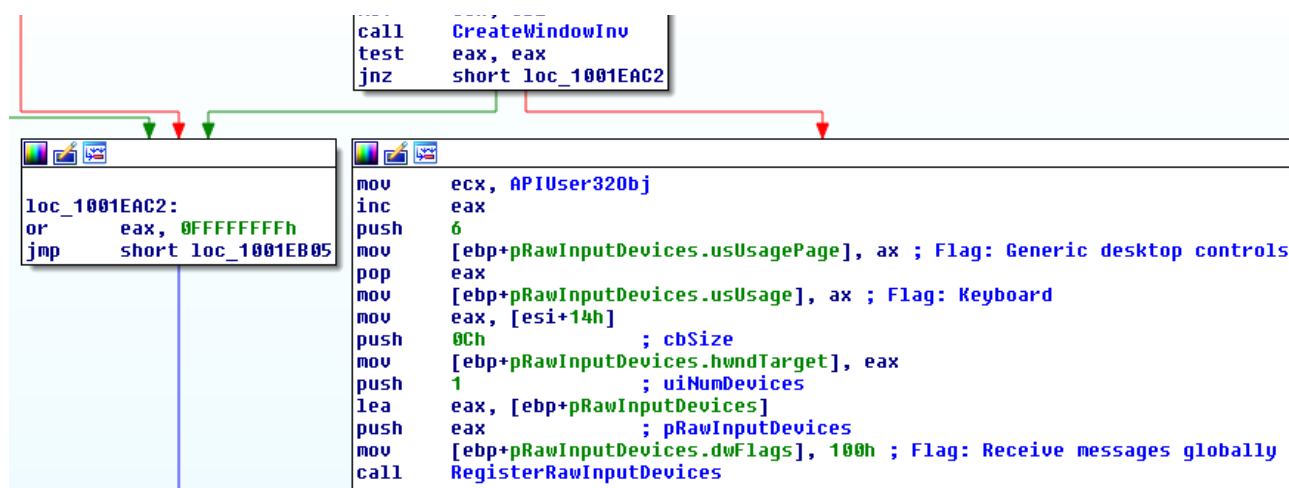 call CreateWindowInv
test eax, eax
jnz short loc_1001EAC2
loc_1001EAC2:
or eax, 0FFFFFFFFh
jmp short loc_1001EB05
mov ecx, APIUser32Obj
inc eax
push 6
mov [ebp+pRawInputDevices.usUsagePage], ax ; Flag: Generic desktop controls
pop eax
mov [ebp+pRawInputDevices.usUsage], ax ; Flag: Keyboard
mov eax, [esi+14h]
push 0Ch ; cbSize
mov [ebp+pRawInputDevices.hwndTarget], eax
push 1 ; uiNumDevices
lea eax, [ebp+pRawInputDevices]
push eax ; pRawInputDevices
mov [ebp+pRawInputDevices.dwFlags], 100h ; Flag: Receive messages globally
call RegisterRawInputDevices